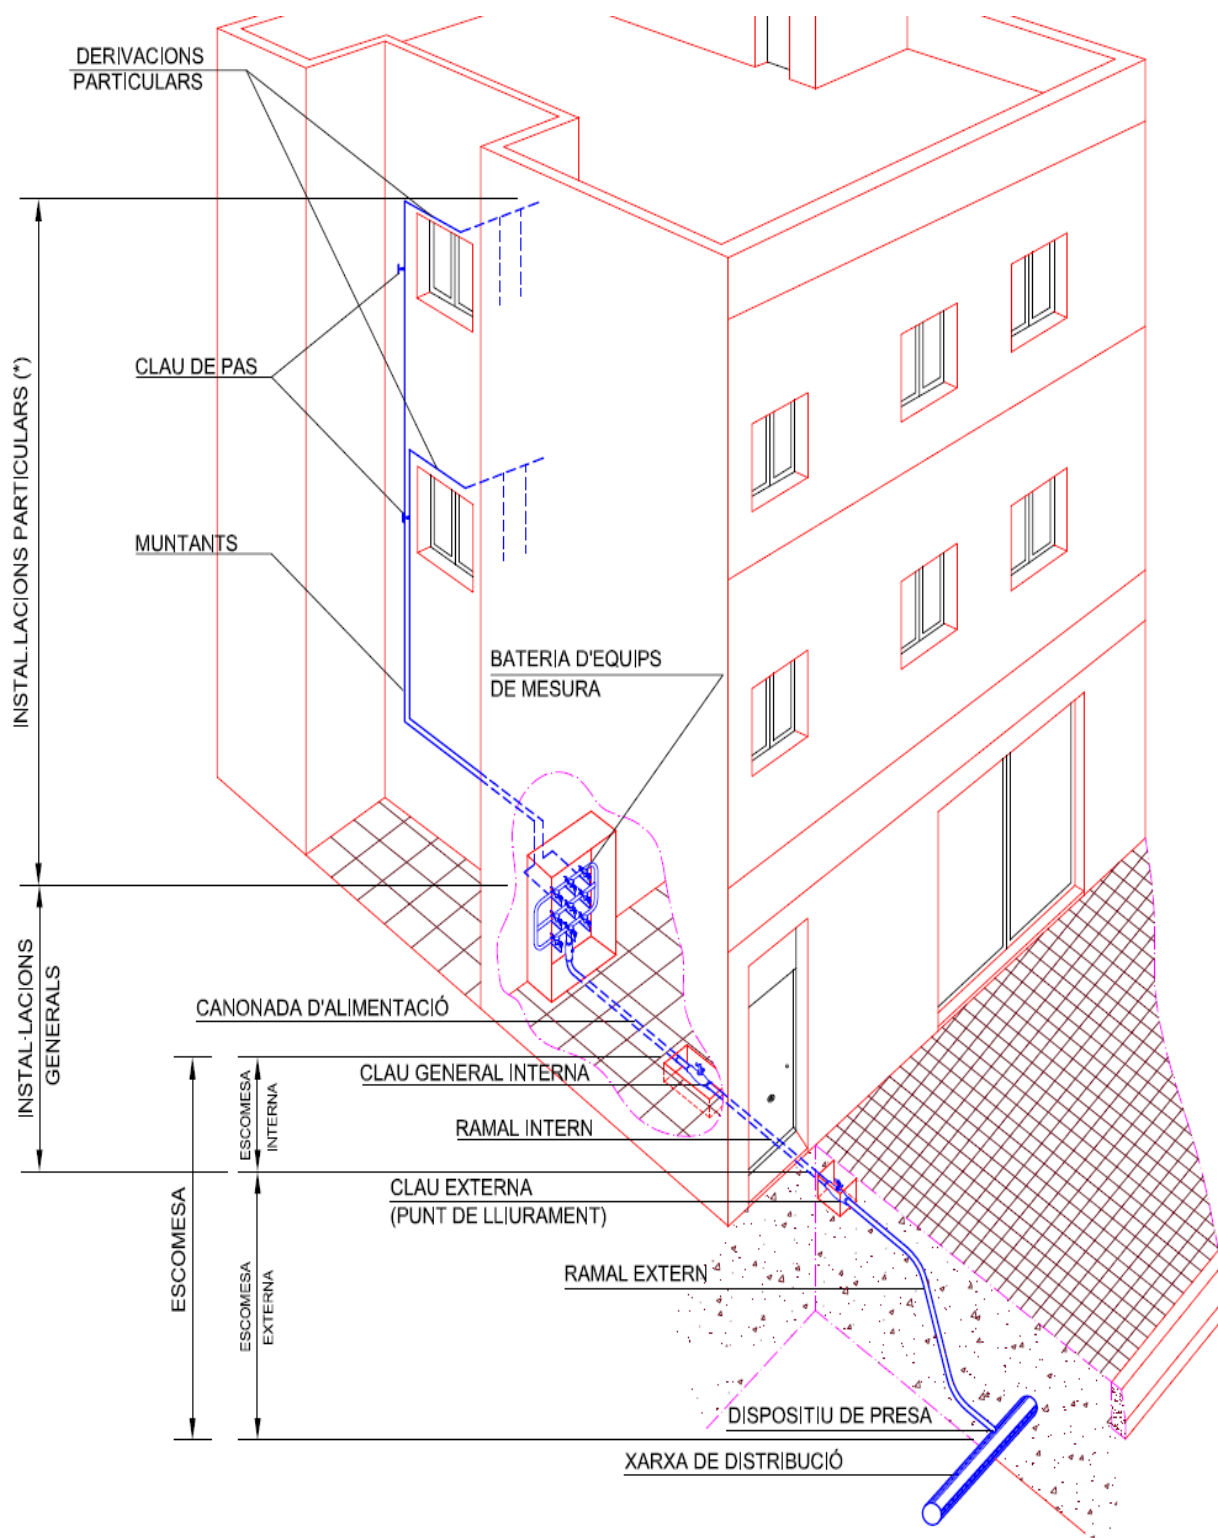 DERIVACIONS
PARTICULARS
INSTAL.LACIONS PARTICULARS (*)
CLAU DE PAS
MUNTANTS
BATERIA D'EQUIPS
DE MESURA
INSTAL-LACIONS
GENERALS
CANONADA D'ALIMENTACIÓ
CLAU GENERAL INTERNA
ESCOMESA
INTERNA
RAMAL INTERN
CLAU EXTERNA
(PUNT DE LLIURAMENT)
ESCOMESA
RAMAL EXTERN
ESCOMESA
EXTERNA
DISPOSITIU DE PRESA
XARXA DE DISTRIBUCIÓ